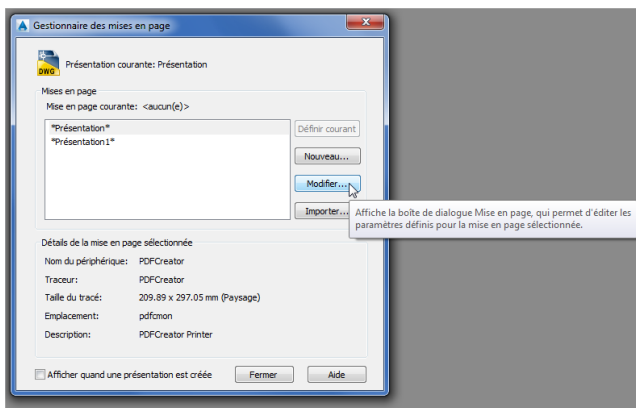 Gestionnaire des mises en page
DWG
Présentation courante: Présentation
Mises en page
Mise en page courante: <aucun(e)>
*Présentation*
*Présentation1*
Définir courant
Nouveau...
Modifier...
Importer...
Affiche la boîte de dialogue Mise en page, qui permet d'éditer les
paramètres définis pour la mise en page sélectionnée.
Détails de la mise en page sélectionnée
Nom du périphérique: PDFCreator
Traceur: PDFCreator
Taille du tracé: 209.89 x 297.05 mm (Paysage)
Emplacement: pdfcmon
Description: PDFCreator Printer
Afficher quand une présentation est créée
Fermer
Aide